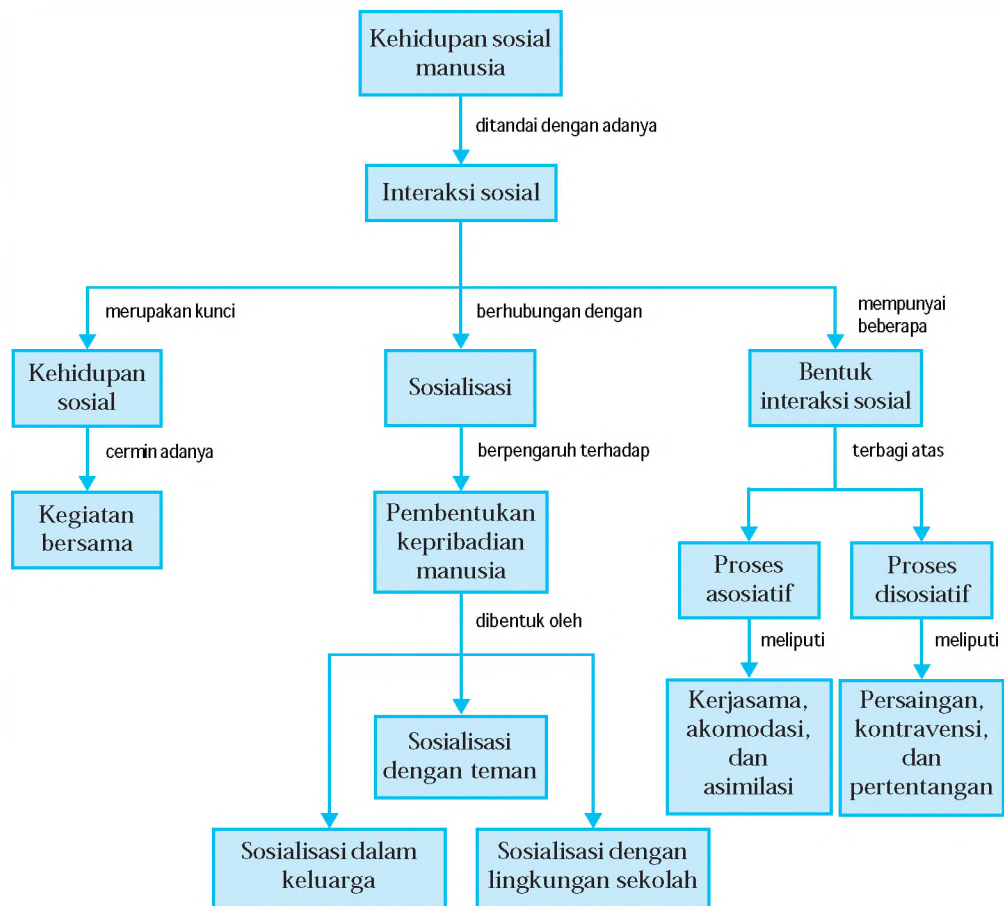 Kehidupan sosial
manusia
ditandai dengan adanya
Interaksi sosial
merupakan kunci
berhubungan dengan
mempunyai
beberapa
Kehidupan
sosial
Sosialisasi
Bentuk
interaksi sosial
cermin adanya
berpengaruh terhadap
terbagi atas
Kegiatan
bersama
Pembentukan
kepribadian
manusia
Proses
asosiatif
Proses
disosiatif
dibentuk oleh
meliputi
meliputi
Sosialisasi
dengan teman
Kerjasama,
akomodasi,
dan
asimilasi
Persaingan,
kontravensi,
dan
pertentangan
Sosialisasi dalam
keluarga
Sosialisasi dengan
lingkungan sekolah